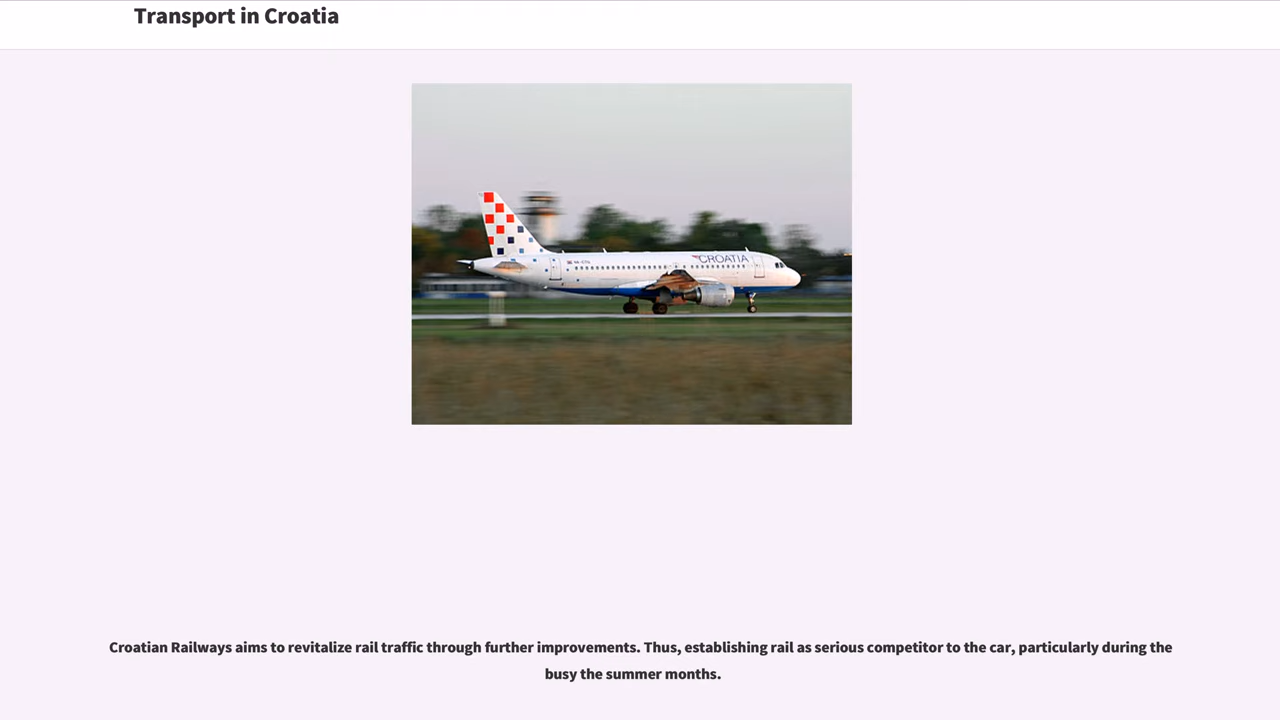 Transport in Croatia
CROATIA
Croatian Railways aims to revitalize rail traffic through further improvements. Thus, establishing rail as serious competitor to the car, particularly during the
busy the summer months.